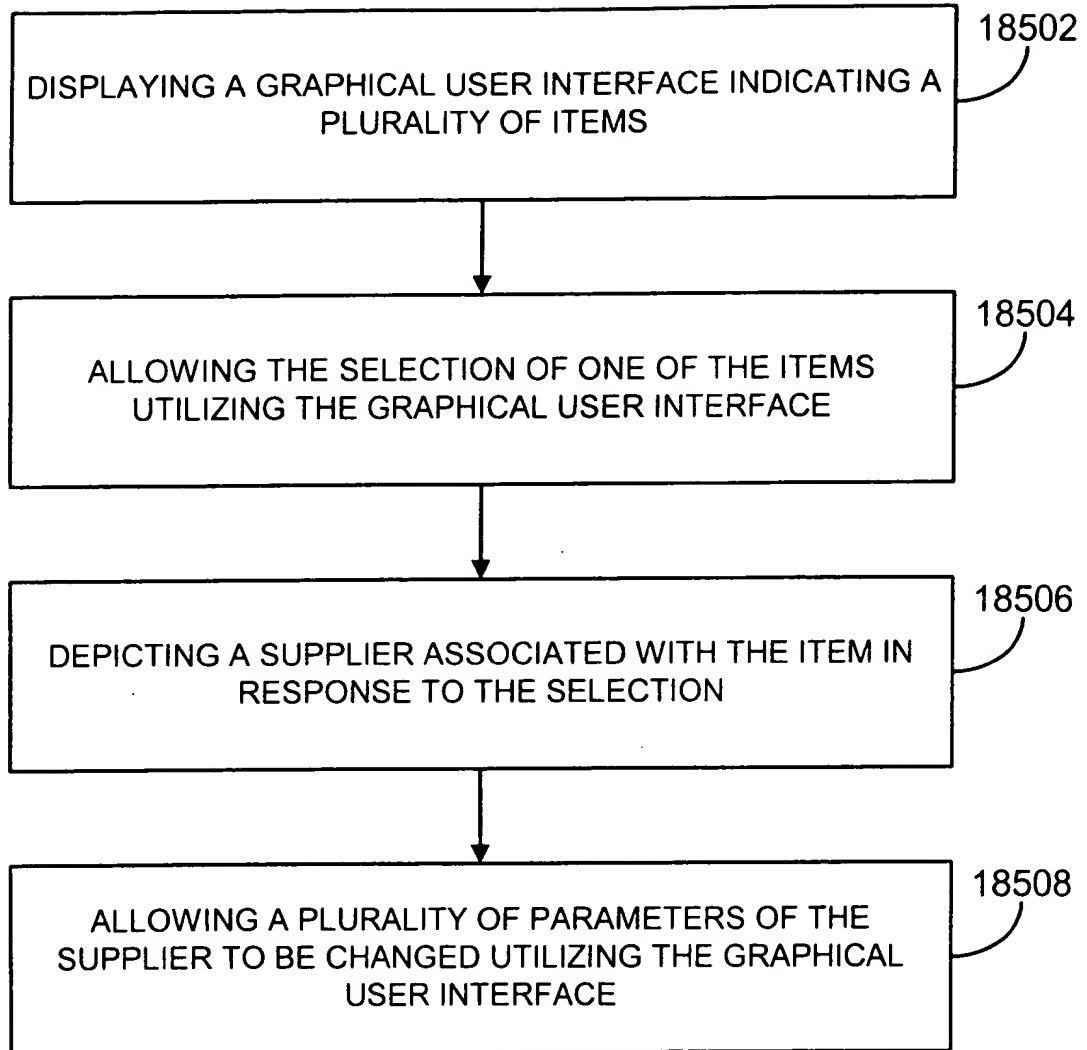 18502
DISPLAYING A GRAPHICAL USER INTERFACE INDICATING A
PLURALITY OF ITEMS
18504
ALLOWING THE SELECTION OF ONE OF THE ITEMS
UTILIZING THE GRAPHICAL USER INTERFACE
18506
DEPICTING A SUPPLIER ASSOCIATED WITH THE ITEM IN
RESPONSE TO THE SELECTION
18508
ALLOWING A PLURALITY OF PARAMETERS OF THE
SUPPLIER TO BE CHANGED UTILIZING THE GRAPHICAL
USER INTERFACE